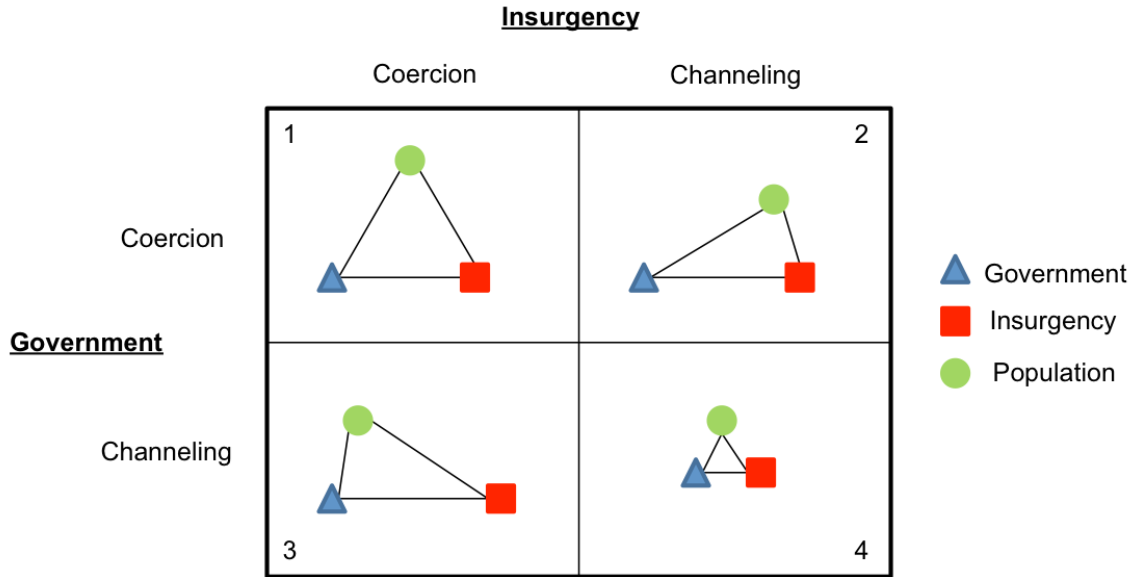 Insurgency
Coercion Channeling
1 2
Coercion
Government
Insurgency
Government
Population
Channeling
3 4